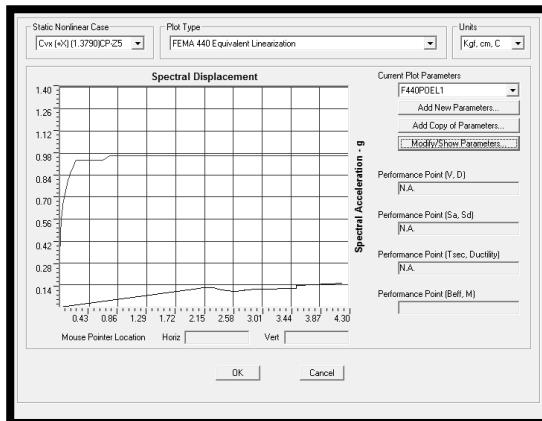 Static Nonlinear Case
Cvx (+X) (1.3790)CP-Z5
Plot Type
FEMA 440 Equivalent Linearization
Units
Kgf, cm, C
Spectral Displacement
1.40
1.26
1.12
0.98
0.84
0.70
0.56
0.42
0.28
0.14
0.43 0.86 1.29 1.72 2.15 2.58 3.01 3.44 3.87 4.30
Spectral Acceleration - g
Mouse Pointer Location Horiz Vert
Current Plot Parameters
F440POEL1
Add New Parameters...
Add Copy of Parameters...
Modify/Show Parameters...
Performance Point (V, D)
N.A.
Performance Point (Sa, Sd)
N.A.
Performance Point (Tsec, Ductility)
N.A.
Performance Point (Beff, M)
OK Cancel